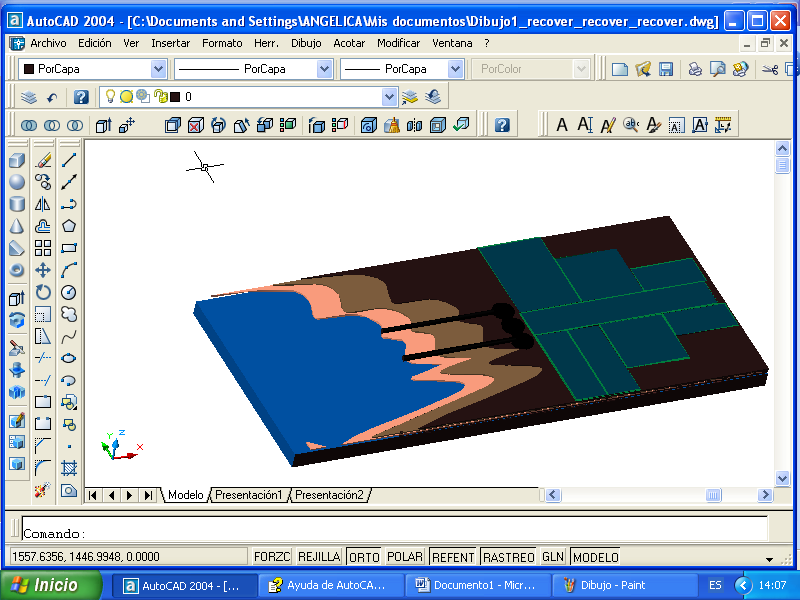 AutoCAD 2004 - [C:\Documents and Settings\ANGELICA\Mis documentos\Dibujo1_recover_recover_recover.dwg]
Archivo Edición Ver Insertar Formato Herr. Dibujo Acotar Modificar Ventana ?
PorCapa PorCapa PorCapa PorColor
0
Y Z X
Modelo Presentación1 Presentación2
Comando:
1557.6356, 1446.9948, 0.0000 FORZC REJILLA ORTO POLAR REFENT RASTREO GLN MODELO
Inicio AutoCAD 2004 - [... Ayuda de AutoCA... Documento1 - Micr... Dibujo - Paint ES 14:07